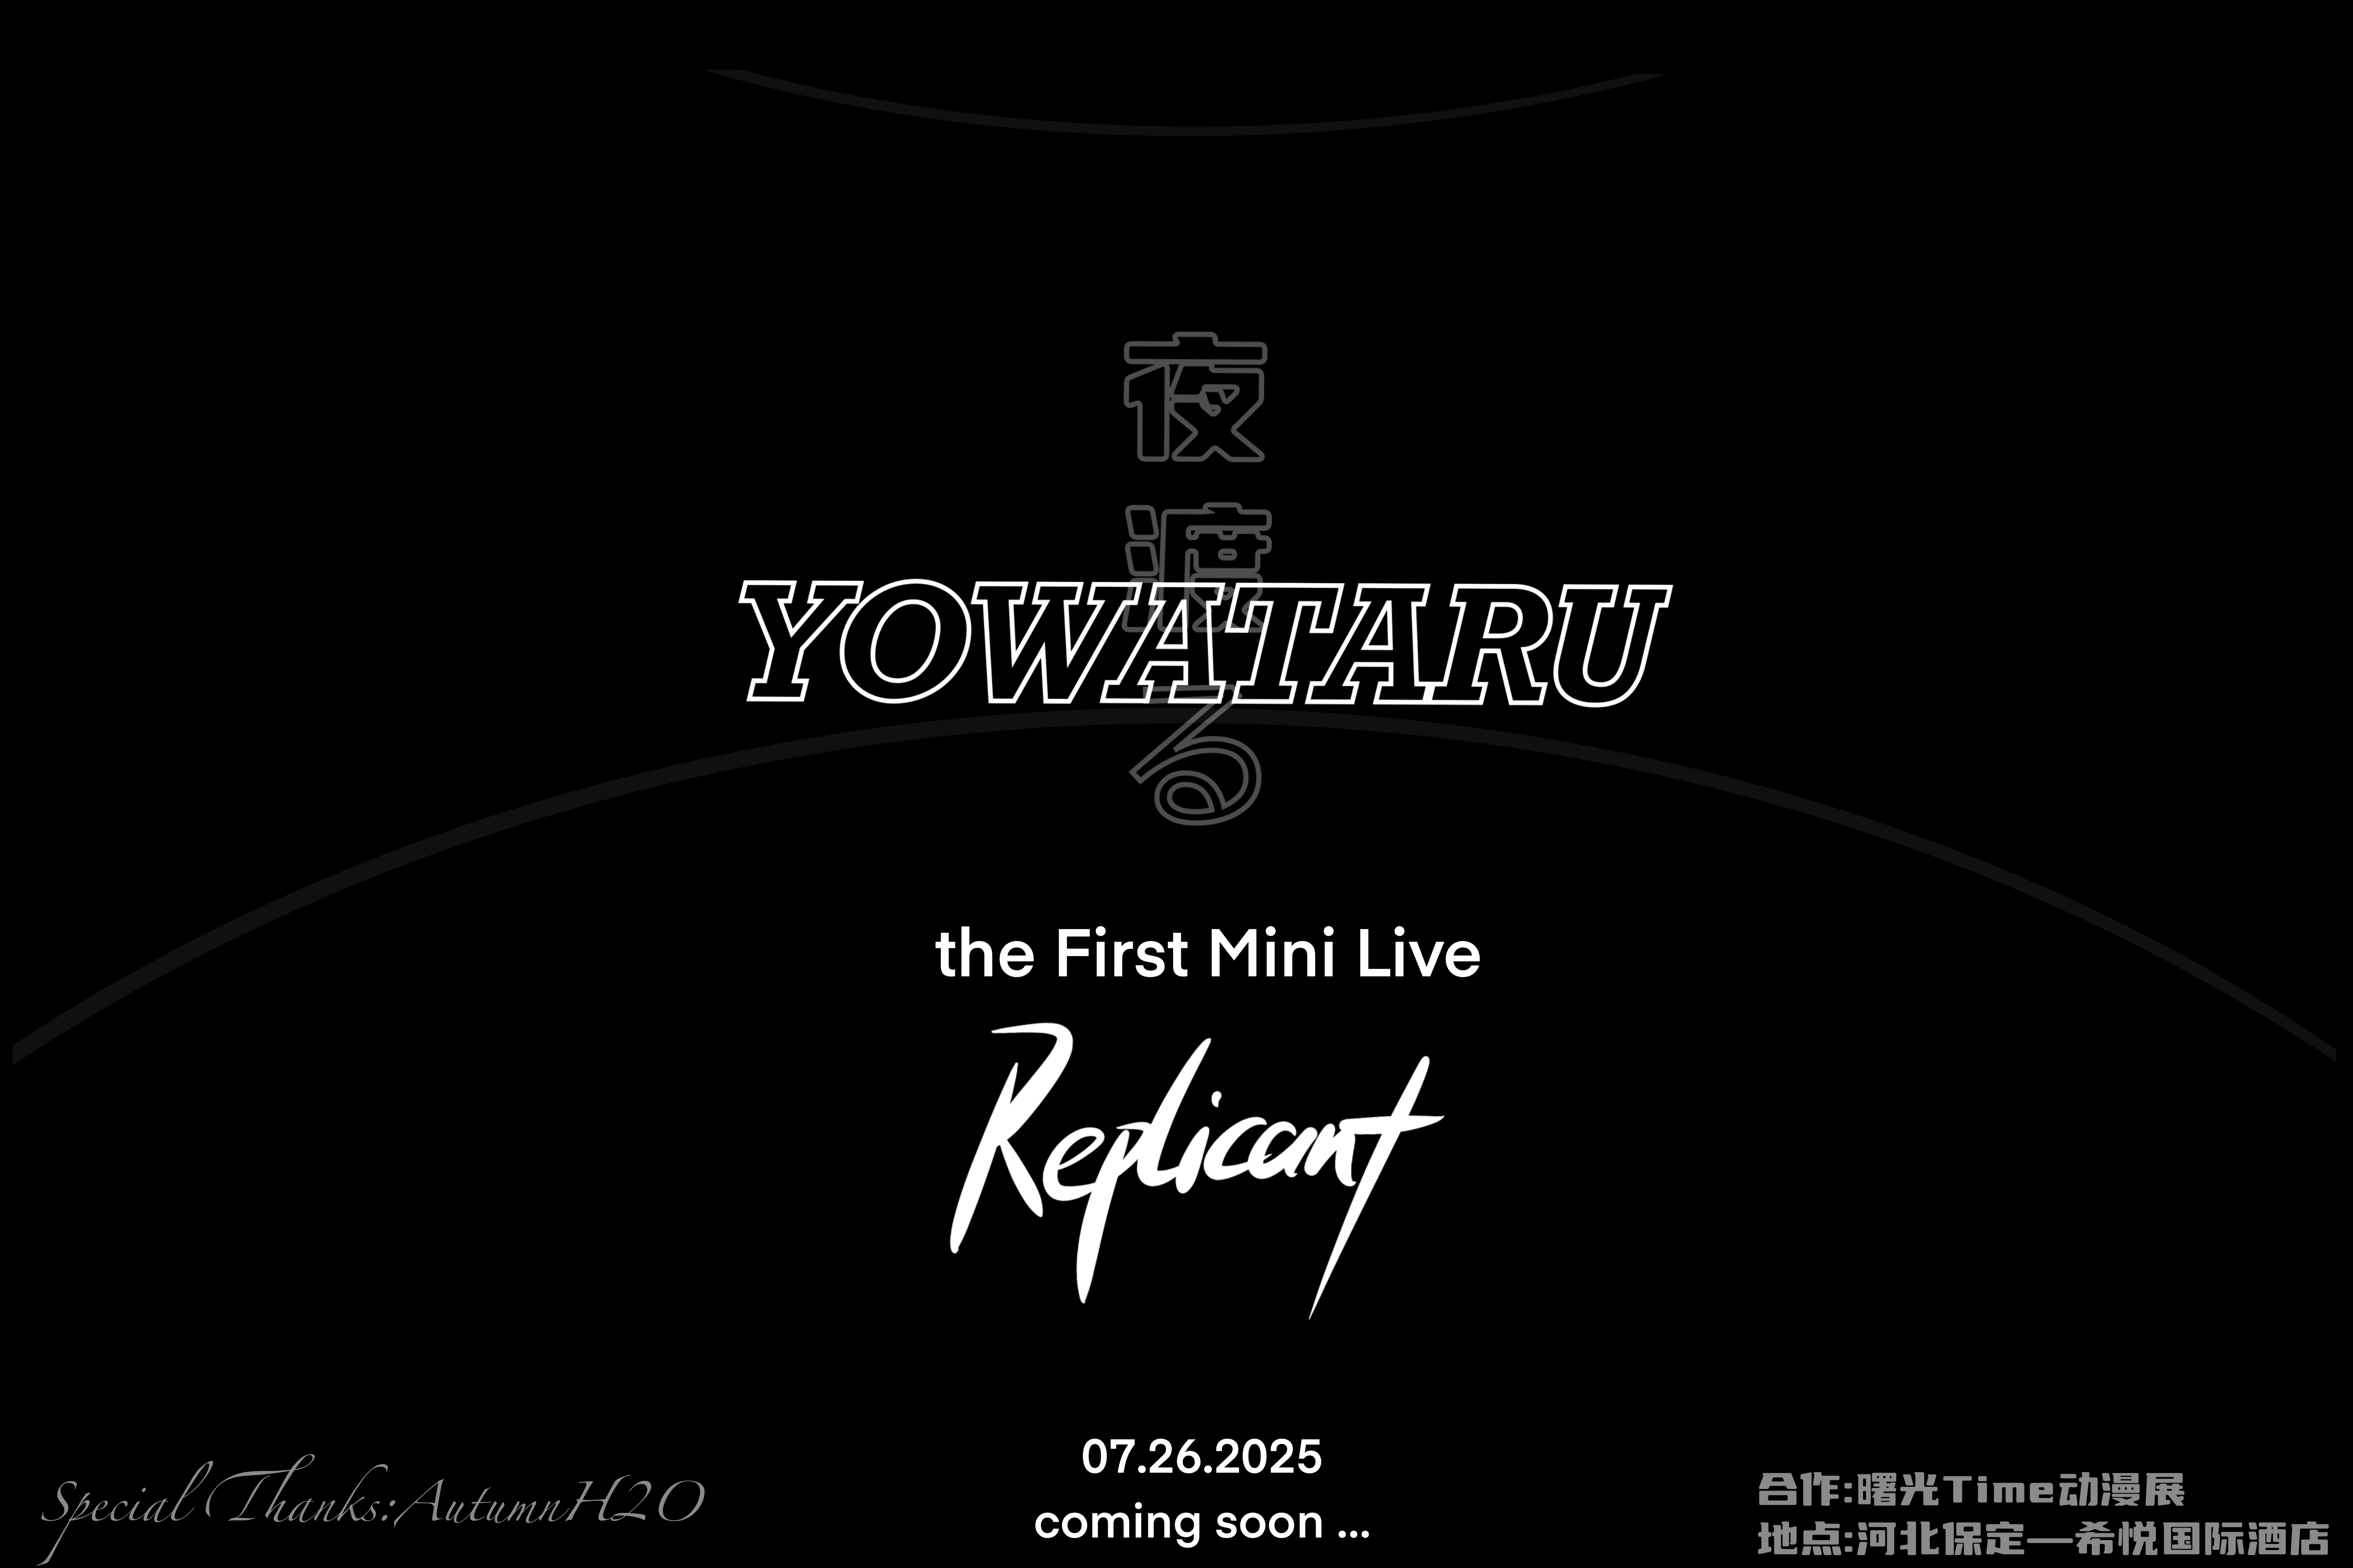 夜渡る
YOWATARU
the First Mini Live
Replicant
07.26.2025
coming soon ...
Special Thanks:AutumnH2O
合作:曙光Time动漫展
地点:河北保定—希悦国际酒店